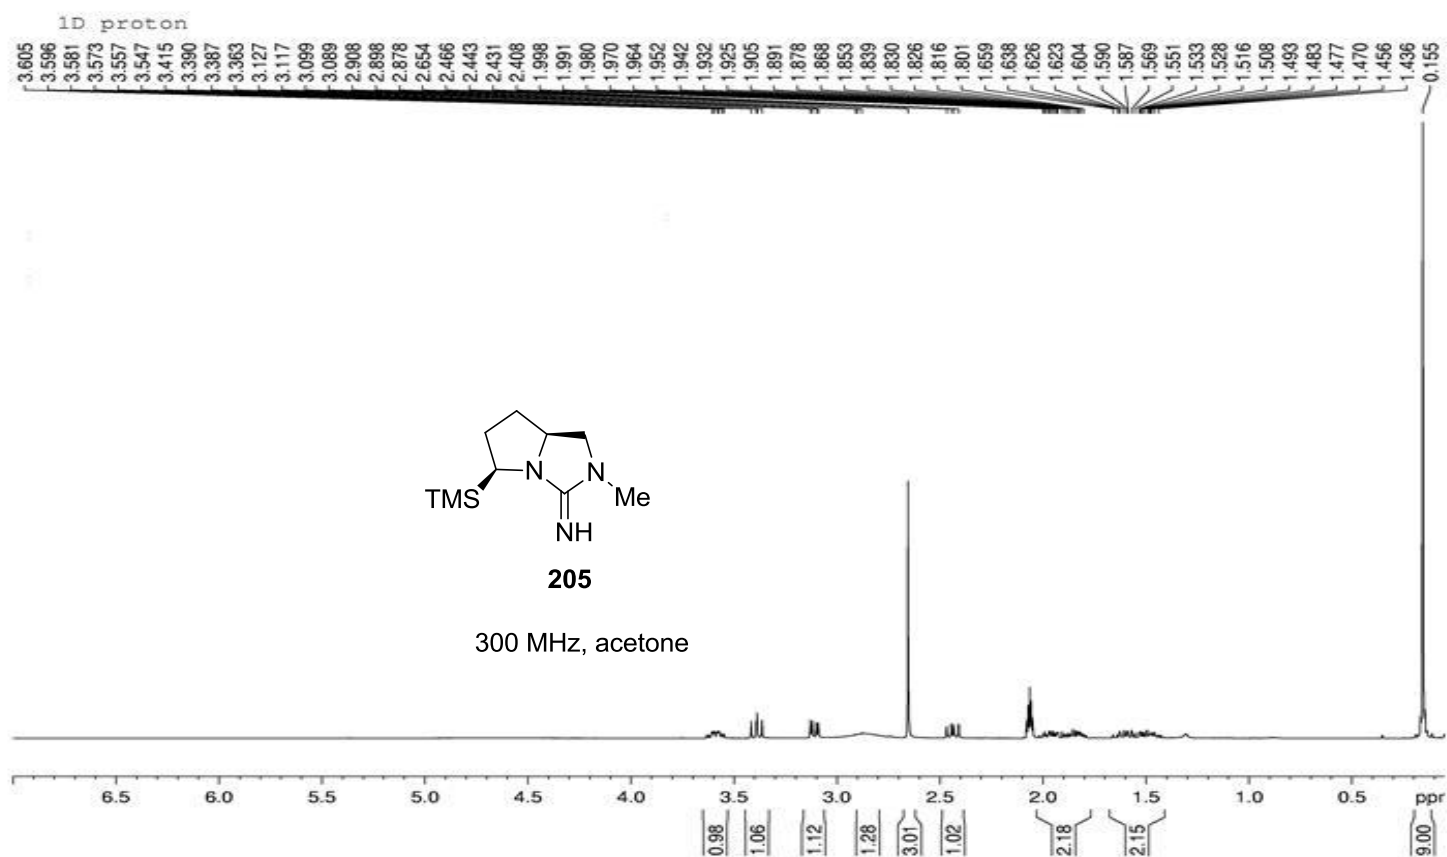 1D proton
3.605 3.596 3.581 3.573 3.557 3.547 3.415 3.390 3.387 3.363 3.127 3.117 3.099 3.089 2.908 2.898 2.878 2.654 2.466 2.443 2.431 2.408 1.998 1.991 1.980 1.970 1.964 1.952 1.942 1.932 1.925 1.905 1.891 1.878 1.868 1.853 1.839 1.830 1.826 1.816 1.801 1.659 1.638 1.626 1.623 1.604 1.590 1.587 1.569 1.551 1.533 1.528 1.516 1.508 1.493 1.483 1.477 1.470 1.456 1.436 0.155
N
N
TMS
Me
NH
205
300 MHz, acetone
6.5 6.0 5.5 5.0 4.5 4.0 3.5 3.0 2.5 2.0 1.5 1.0 0.5 ppr
0.98 1.06 1.12 1.28 3.01 1.02 2.18 2.15 9.00